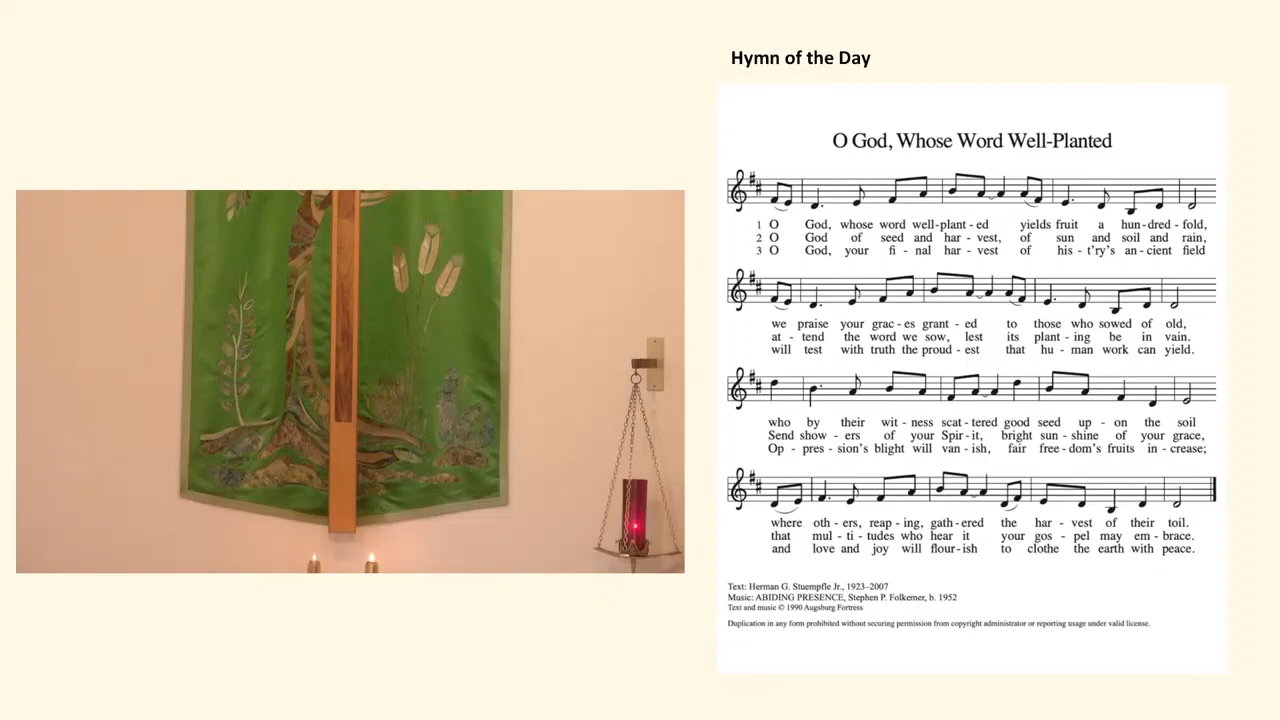 Hymn of the Day
O God, Whose Word Well-Planted
1 O God, whose word well-plant - ed yields fruit a hun - dred - fold,
2 O God of seed and har - vest, of sun and soil and rain,
3 O God, your fi - nal har - vest of his - t'ry's an - cient field
we praise your grac - es grant - ed to those who sowed of old,
at - tend the word we sow, lest its plant - ing be in vain.
will test with truth the proud - est that hu - man work can yield.
who by their wit - ness scat - tered good seed up - on the soil
Send show - ers of your Spir - it, bright sun - shine of your grace,
Op - pres - sion's blight will van - ish, fair free - dom's fruits in - crease;
where oth - ers, reap - ing, gath - ered the har - vest of their toil.
that mul - ti - tudes who hear it your gos - pel may em - brace.
and love and joy will flour - ish to clothe the earth with peace.
Text: Herman G. Stuempfle Jr., 1923–2007
Music: ABIDING PRESENCE, Stephen P. Folkemer, b. 1952
Text and music © 1990 Augsburg Fortress
Duplication in any form prohibited without securing permission from copyright administrator or reporting usage under valid license.